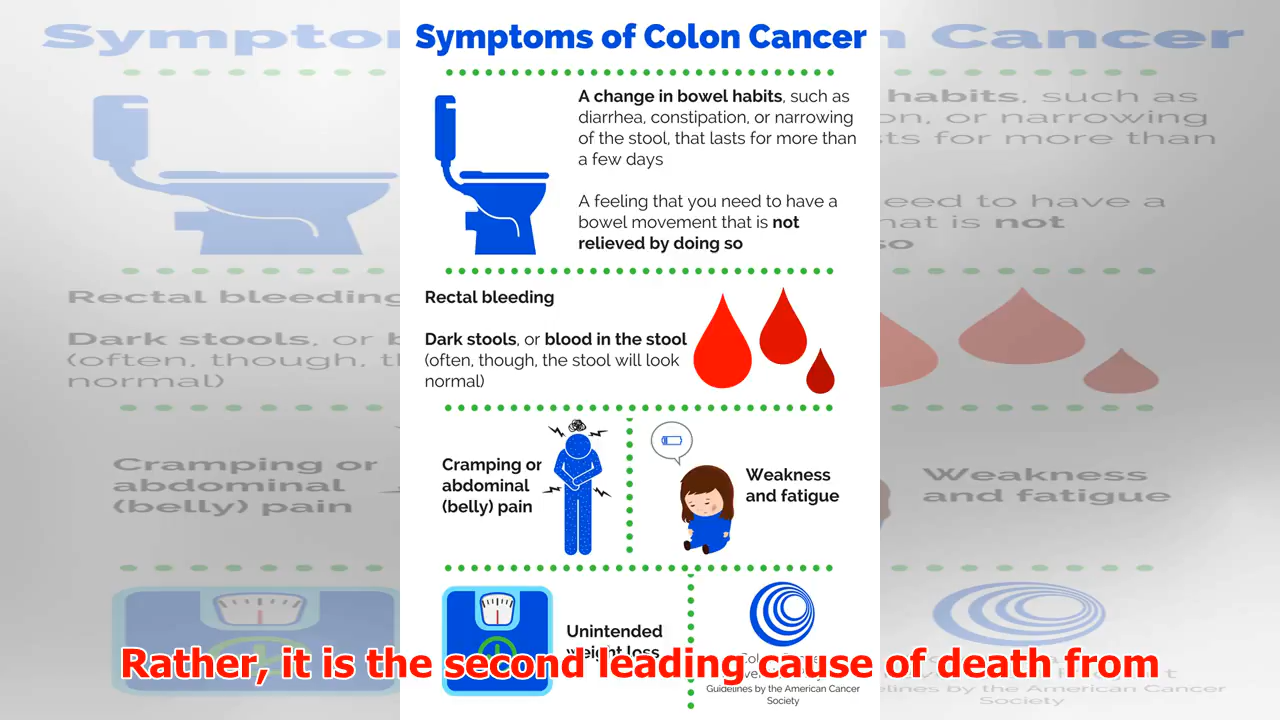 Symptoms of Colon Cancer
A change in bowel habits, such as
diarrhea, constipation, or narrowing
of the stool, that lasts for more than
a few days
A feeling that you need to have a
bowel movement that is not
relieved by doing so
Rectal bleeding
Dark stools, or blood in the stool
(often, though, the stool will look
normal)
Cramping or
abdominal
(belly) pain
Weakness
and fatigue
Unintended
weight loss
Guidelines by the American Cancer
Society
Rather, it is the second leading cause of death from